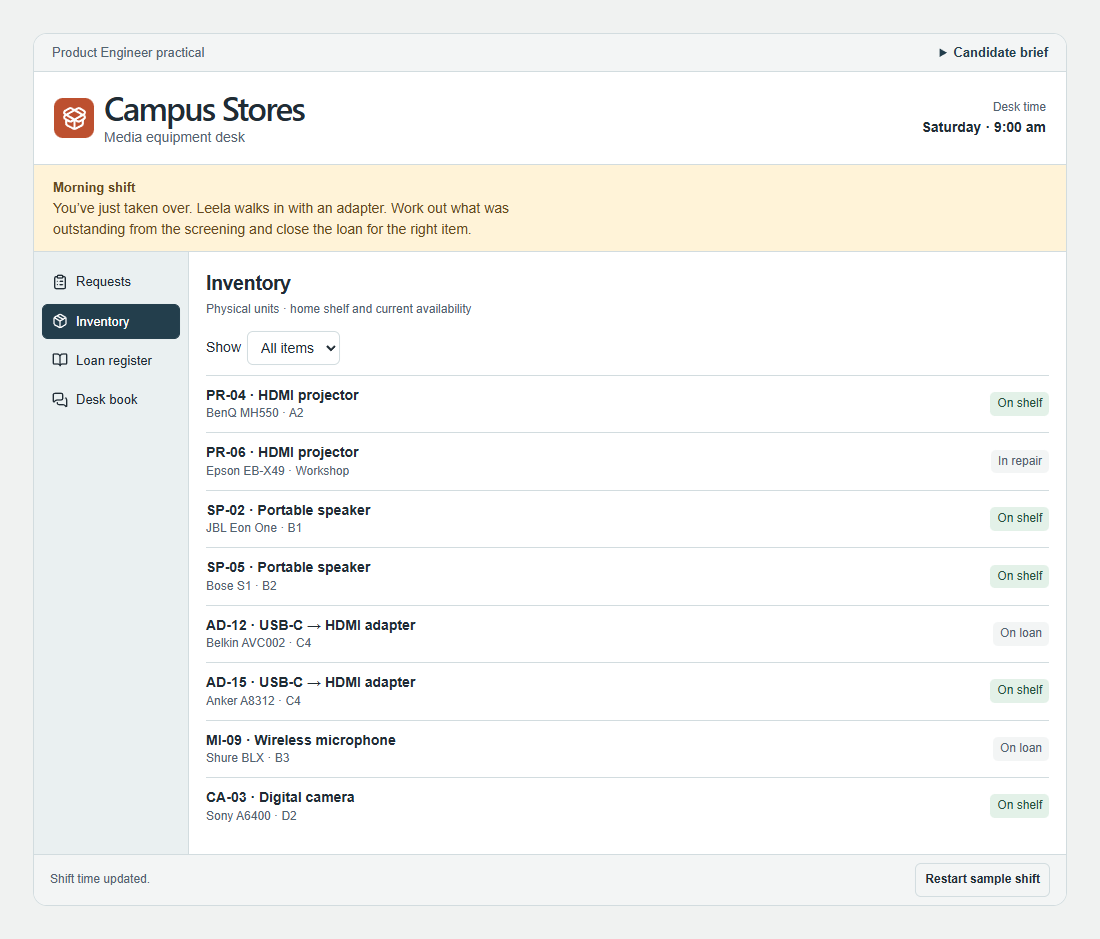 Product Engineer practical
▶ Candidate brief
Campus Stores
Media equipment desk
Desk time
Saturday · 9:00 am
Morning shift
You’ve just taken over. Leela walks in with an adapter. Work out what was
outstanding from the screening and close the loan for the right item.
Requests
Inventory
Loan register
Desk book
Inventory
Physical units · home shelf and current availability
Show All items
PR-04 · HDMI projector
BenQ MH550 · A2
On shelf
PR-06 · HDMI projector
Epson EB-X49 · Workshop
In repair
SP-02 · Portable speaker
JBL Eon One · B1
On shelf
SP-05 · Portable speaker
Bose S1 · B2
On shelf
AD-12 · USB-C → HDMI adapter
Belkin AVC002 · C4
On loan
AD-15 · USB-C → HDMI adapter
Anker A8312 · C4
On shelf
MI-09 · Wireless microphone
Shure BLX · B3
On loan
CA-03 · Digital camera
Sony A6400 · D2
On shelf
Shift time updated.
Restart sample shift